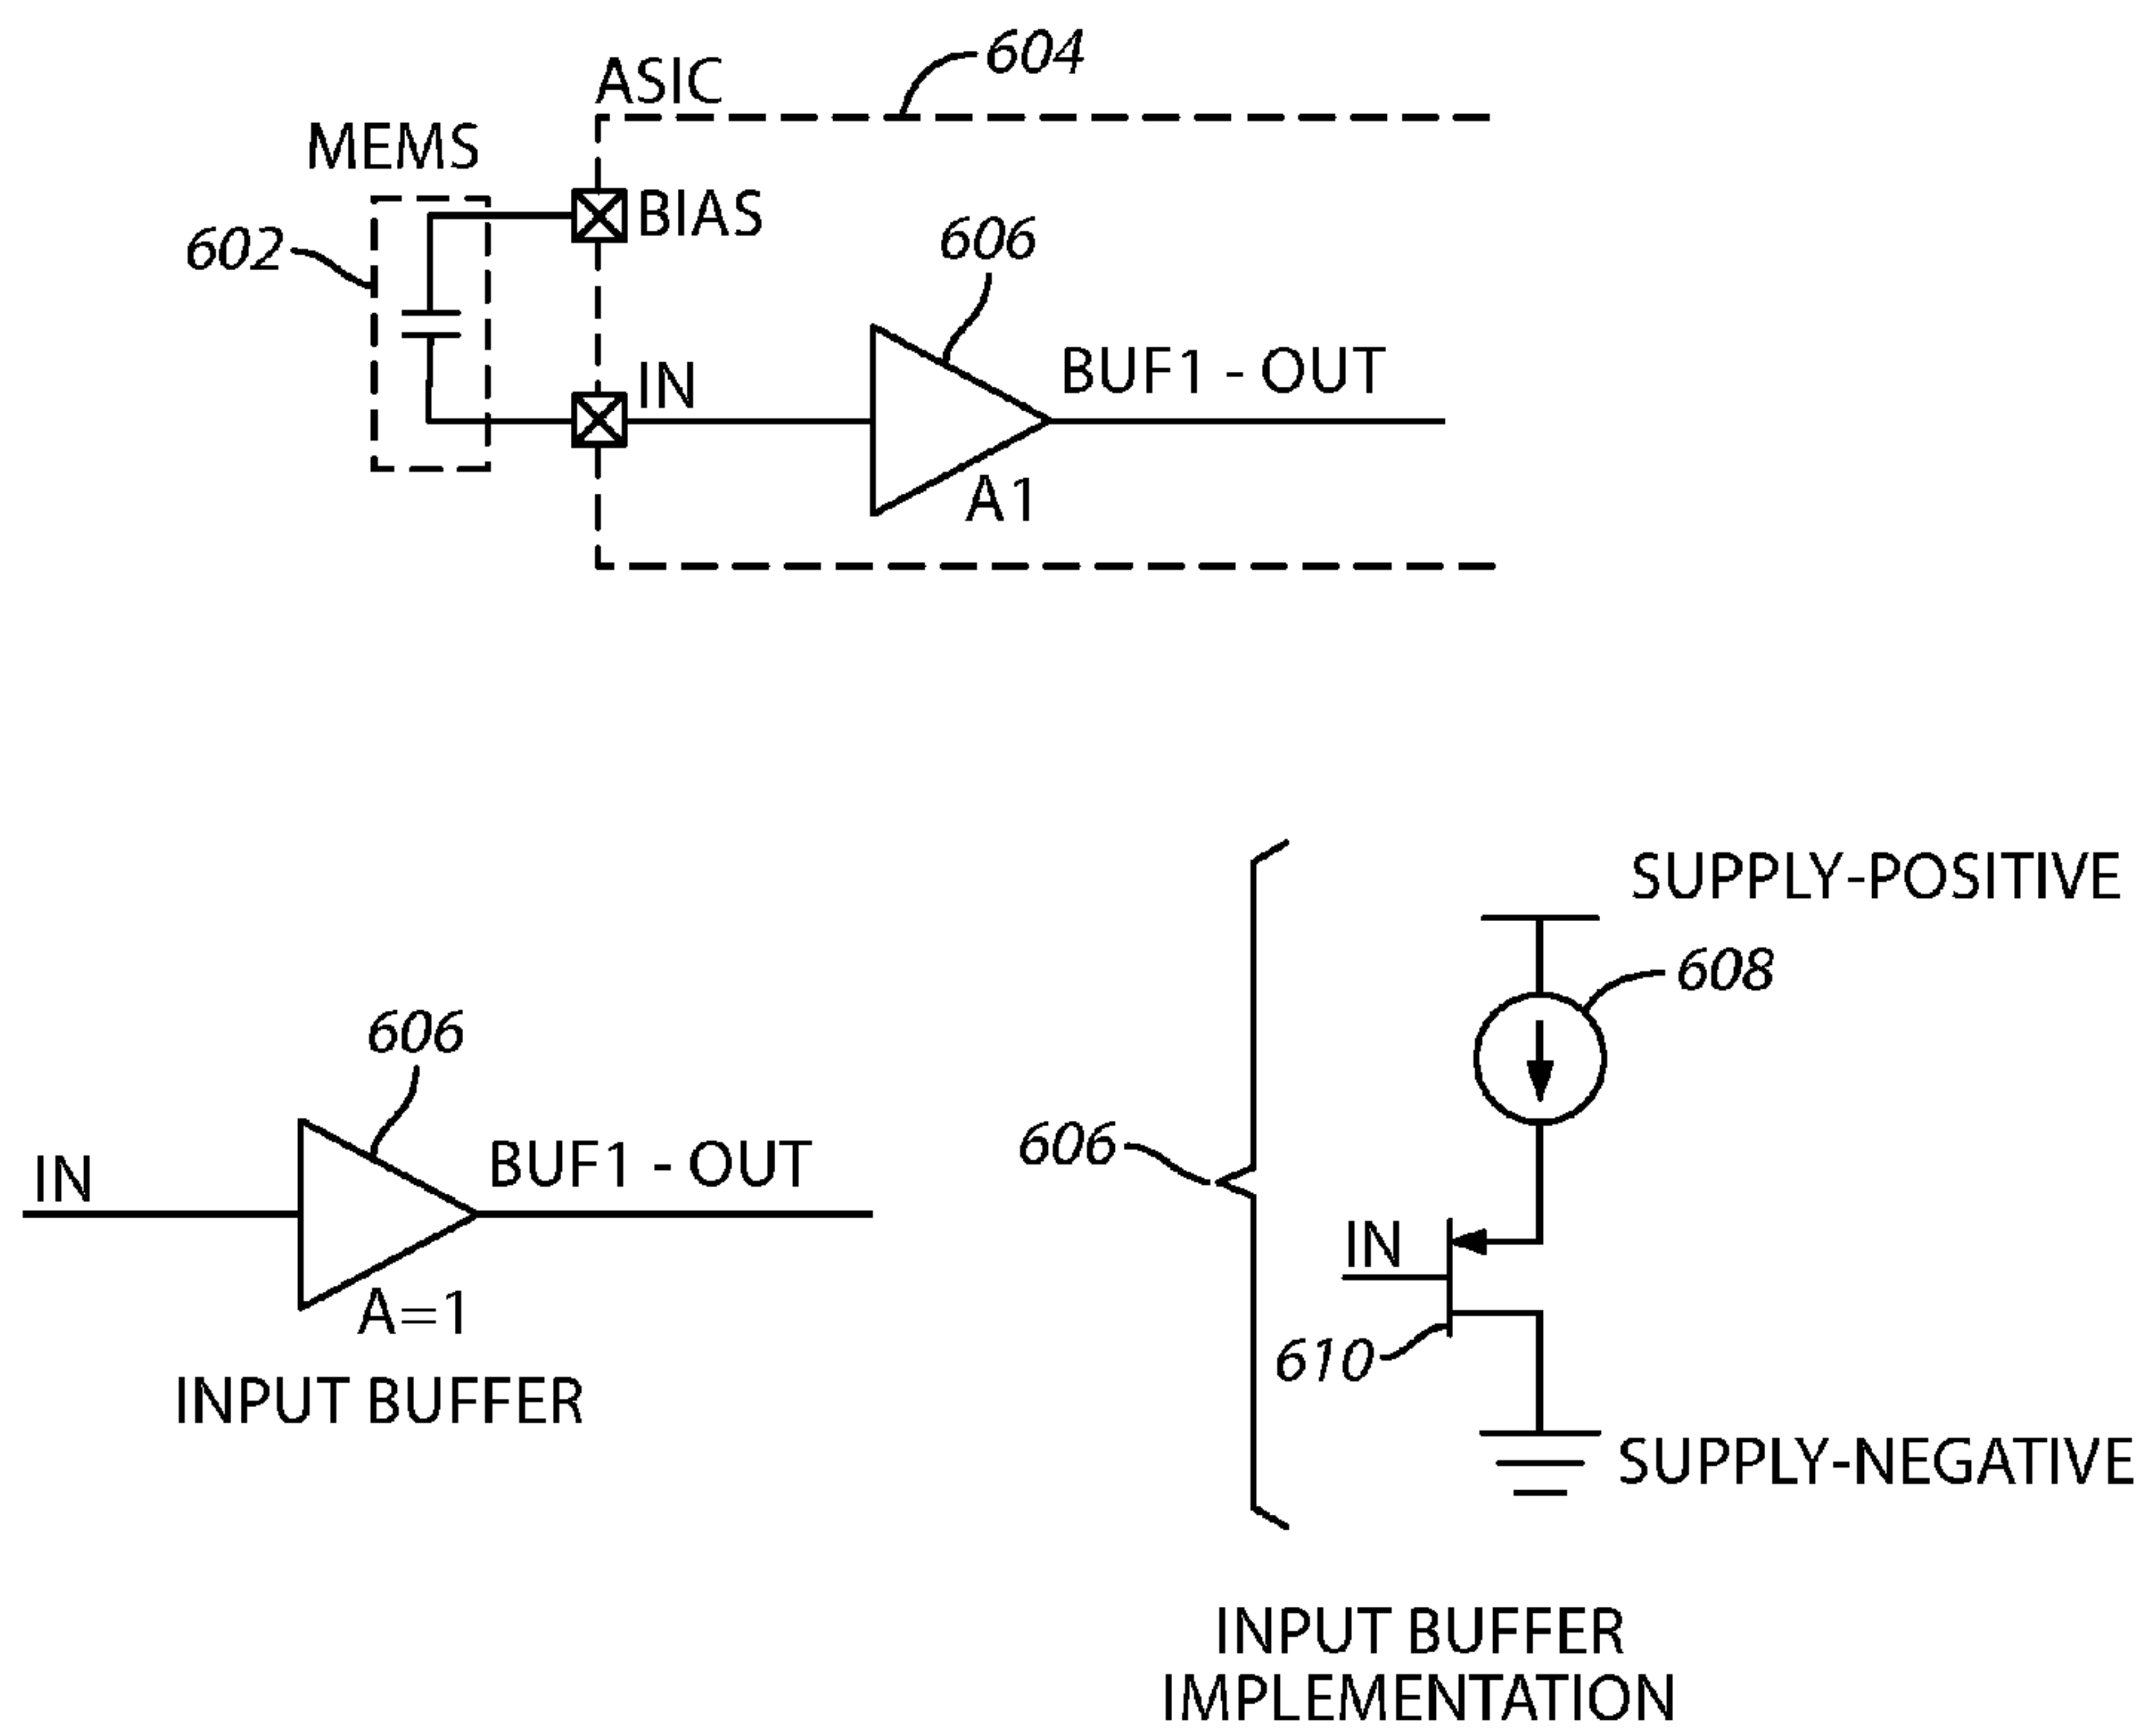 604
ASIC
MEMS
BIAS
602
606
IN
BUF1 - OUT
A1
SUPPLY-POSITIVE
608
606
IN
BUF1 - OUT
606
A=1
INPUT BUFFER
IN
610
SUPPLY-NEGATIVE
INPUT BUFFER
IMPLEMENTATION